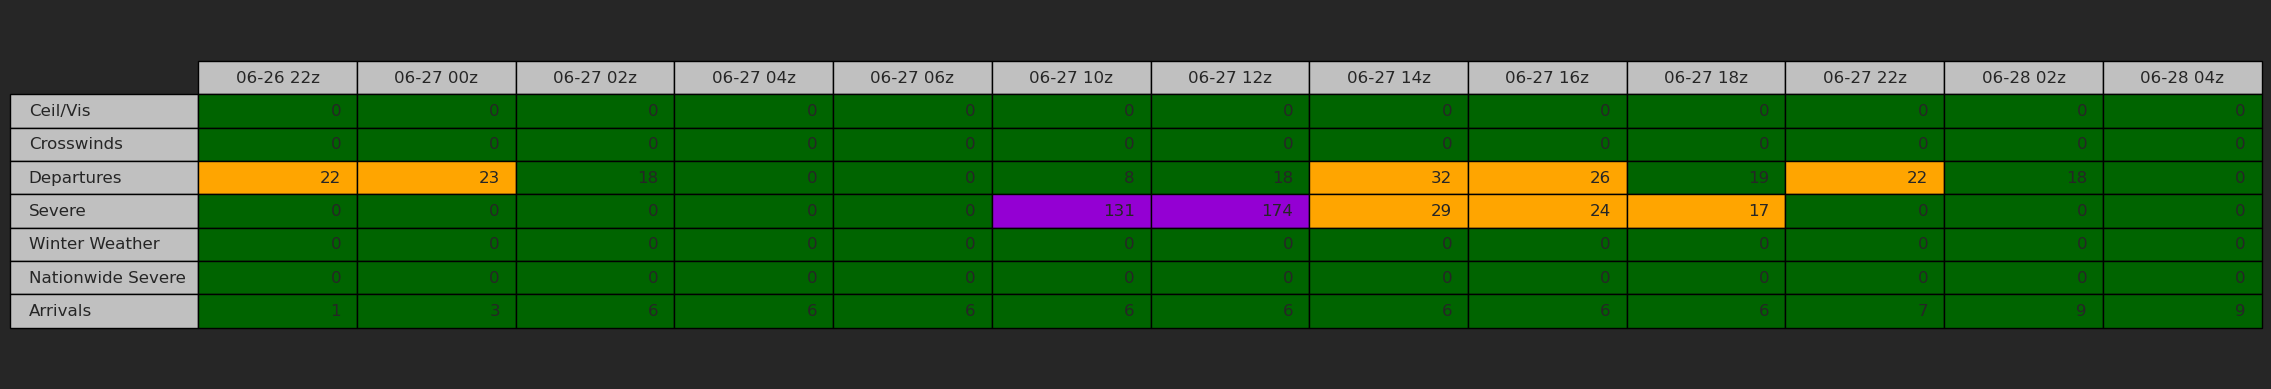 06-26 22z 06-27 00z 06-27 02z 06-27 04z 06-27 06z 06-27 10z 06-27 12z 06-27 14z 06-27 16z 06-27 18z 06-27 22z 06-28 02z 06-28 04z
Ceil/Vis 0 0 0 0 0 0 0 0 0 0 0 0 0
Crosswinds 0 0 0 0 0 0 0 0 0 0 0 0 0
Departures 22 23 18 0 0 8 18 32 26 19 22 18 0
Severe 0 0 0 0 0 131 174 29 24 17 0 0 0
Winter Weather 0 0 0 0 0 0 0 0 0 0 0 0 0
Nationwide Severe 0 0 0 0 0 0 0 0 0 0 0 0 0
Arrivals 1 3 6 6 6 6 6 6 6 6 7 9 9